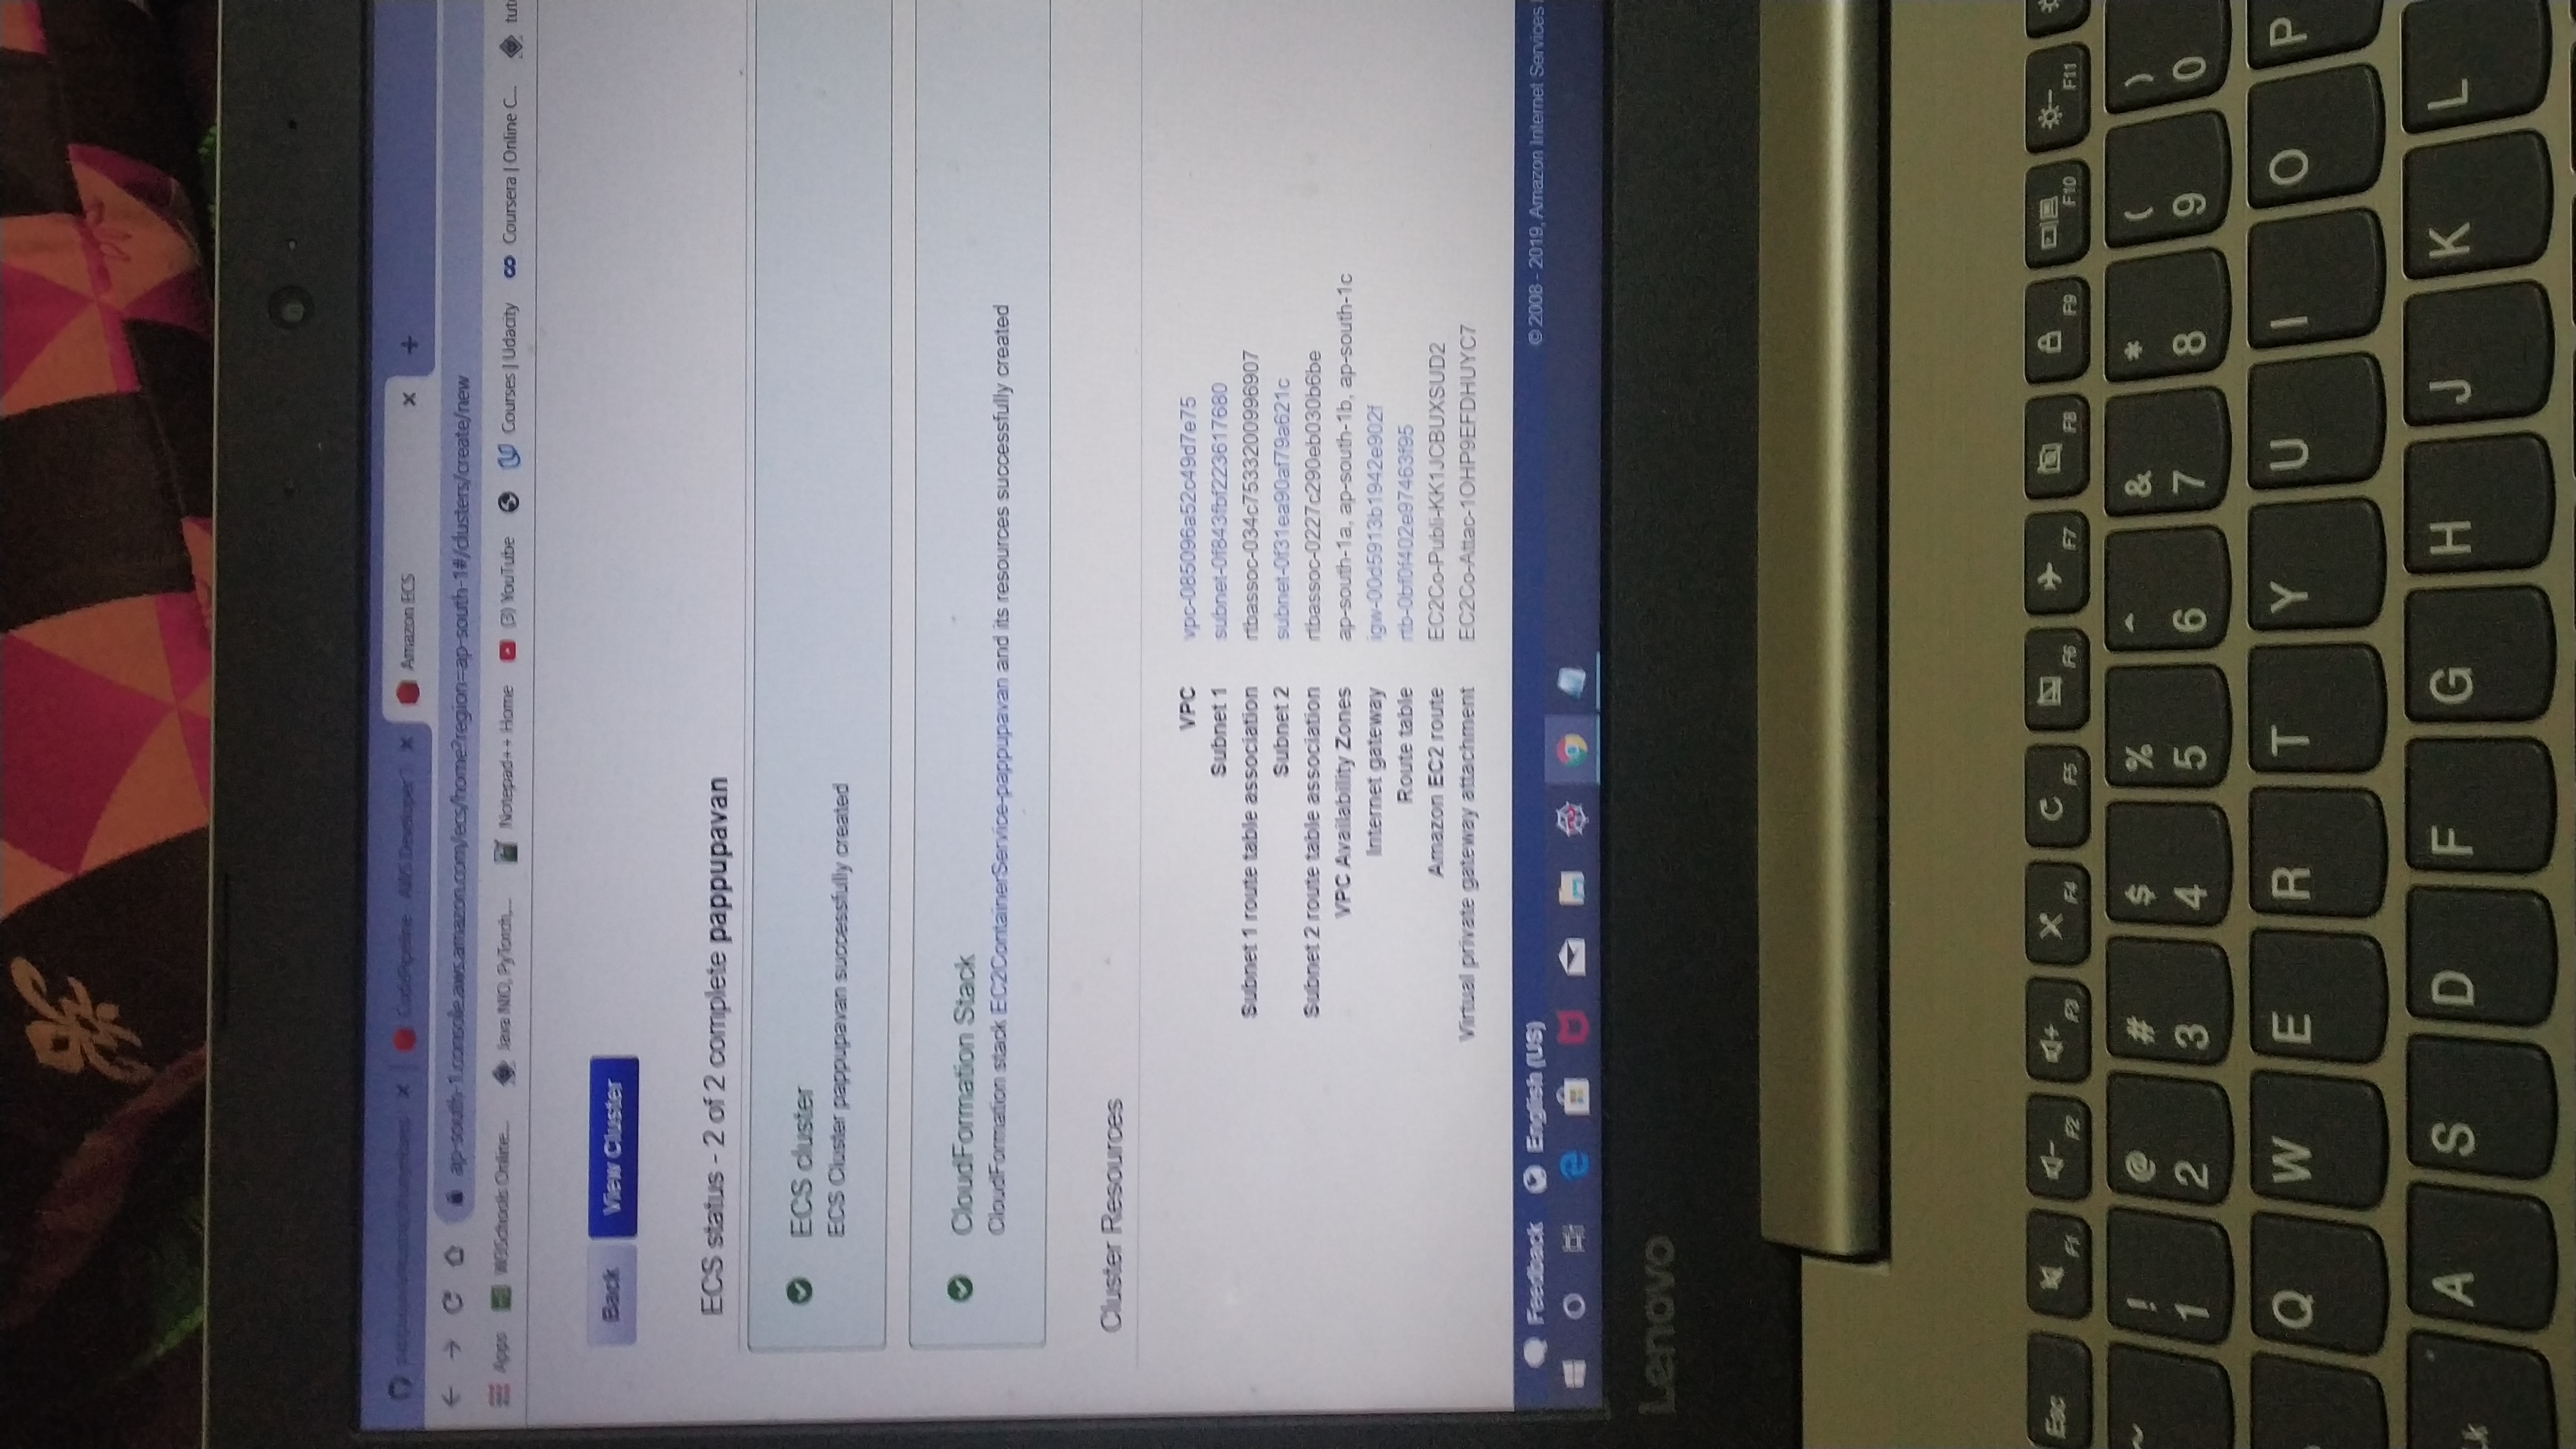 CodePipeline - AWS Developer T
Amazon ECS
ap-south-1.console.aws.amazon.com/ecs/home?region=ap-south-1#/clusters/create/new
Apps W3Schools Online... Java NIO, PyTorch,... Notepad++ Home (3) YouTube Courses | Udacity Coursera | Online C... tut
Back View Cluster
ECS status - 2 of 2 complete pappupavan
ECS cluster
ECS Cluster pappupavan successfully created
CloudFormation Stack
CloudFormation stack EC2ContainerService-pappupavan and its resources successfully created
Cluster Resources
VPC vpc-085096a52c49d7e75
Subnet 1 subnet-0f843fbf223617680
Subnet 1 route table association rtbassoc-034c7533200996907
Subnet 2 subnet-0f31ea90af79a621c
Subnet 2 route table association rtbassoc-0227c290eb030b6be
VPC Availability Zones ap-south-1a, ap-south-1b, ap-south-1c
Internet gateway igw-00d5913b1942e902f
Route table rtb-0bf0f402e97463f95
Amazon EC2 route EC2Co-Publi-KK1JCBUXSUD2
Virtual private gateway attachment EC2Co-Attac-1OHP9EFDHUYC7
Feedback English (US) © 2008 - 2019, Amazon Internet Services
Lenovo
Esc F1 F2 F3 F4 F5 F6 F7 F8 F9 F10 F11
~ ! @ # $ % ^ & * ( )
1 2 3 4 5 6 7 8 9 0
Q W E R T Y U I O P
A S D F G H J K L